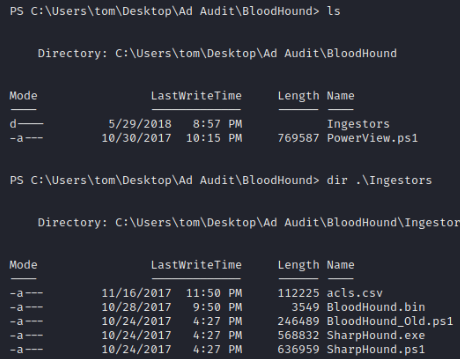 PS C:\Users\tom\Desktop\Ad Audit\BloodHound> ls
Directory: C:\Users\tom\Desktop\Ad Audit\BloodHound
Mode LastWriteTime Length Name
---- ------------- ------ ----
d---- 5/29/2018 8:57 PM Ingestors
-a--- 10/30/2017 10:15 PM 769587 PowerView.ps1
PS C:\Users\tom\Desktop\Ad Audit\BloodHound> dir .\Ingestors
Directory: C:\Users\tom\Desktop\Ad Audit\BloodHound\Ingestor
Mode LastWriteTime Length Name
---- ------------- ------ ----
-a--- 11/16/2017 11:50 PM 112225 acls.csv
-a--- 10/28/2017 9:50 PM 3549 BloodHound.bin
-a--- 10/24/2017 4:27 PM 246489 BloodHound_Old.ps1
-a--- 10/24/2017 4:27 PM 568832 SharpHound.exe
-a--- 10/24/2017 4:27 PM 636959 SharpHound.ps1